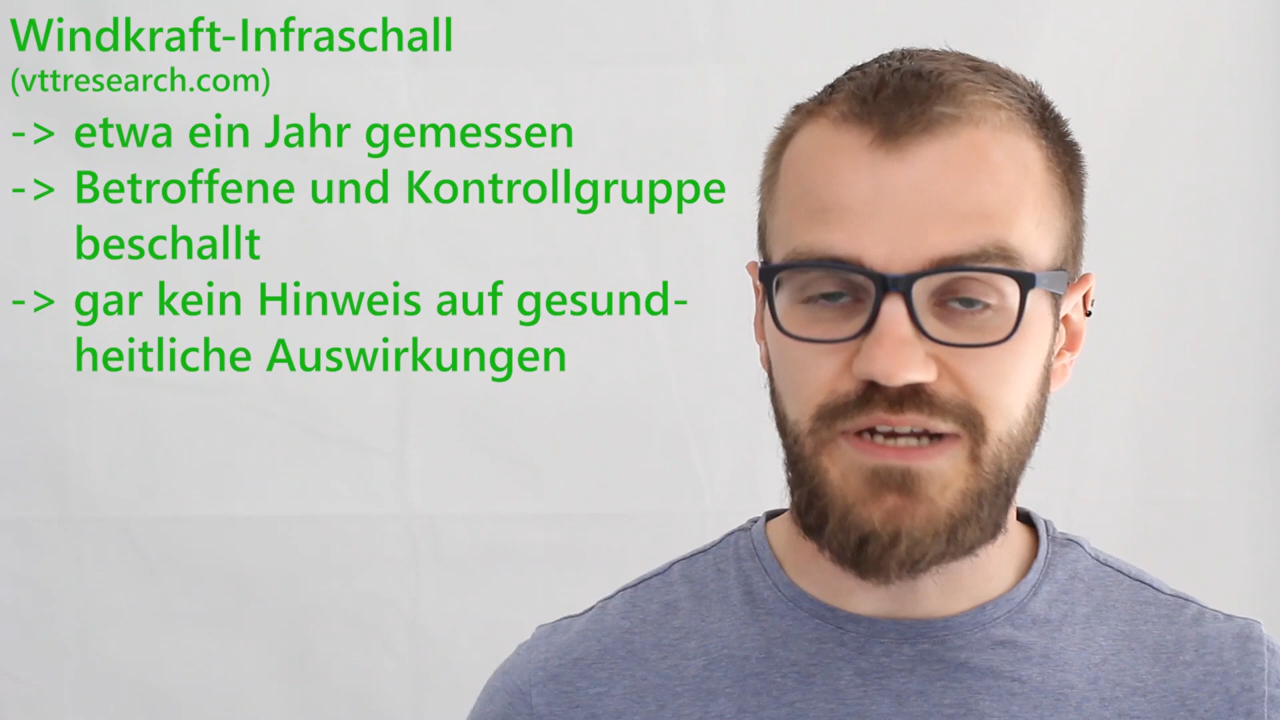 Windkraft-Infraschall
(vttresearch.com)
-> etwa ein Jahr gemessen
-> Betroffene und Kontrollgruppe
beschallt
-> gar kein Hinweis auf gesund-
heitliche Auswirkungen